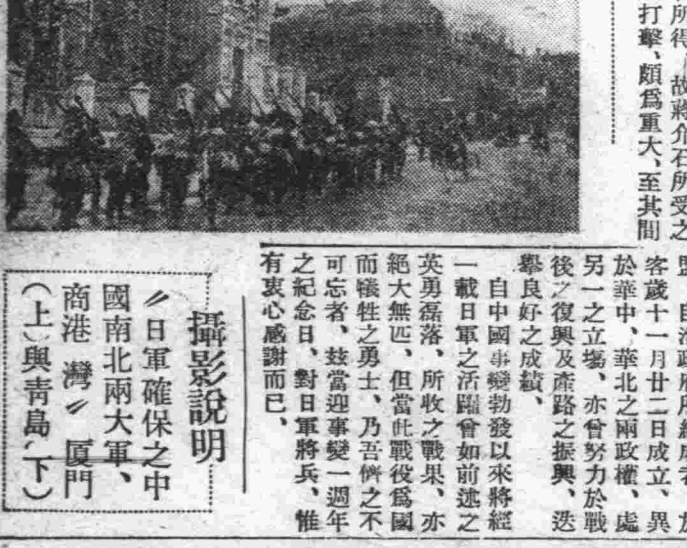 所得、故蔣介石所受之
打擊、頗爲重大、至其間
客歲十一月廿二日成立、異
於華中、華北之兩政權、處
另一之立場、亦曾努力於戰
後之復興及產路之振興、迭
擧良好之成績、
自中國事變勃發以來將經
一載日軍之活躍曾如前述之
英勇磊落、所收之戰果、亦
絕大無匹、但當此戰役爲國
而犧牲之勇士、乃吾儕之不
可忘者、玆當迎事變一週年
之紀念日、對日軍將兵、惟
有衷心感謝而已、
攝影說明
〃日軍確保之中
國南北兩大軍、
商港 灣〃 厦門
（上）與靑島（下）